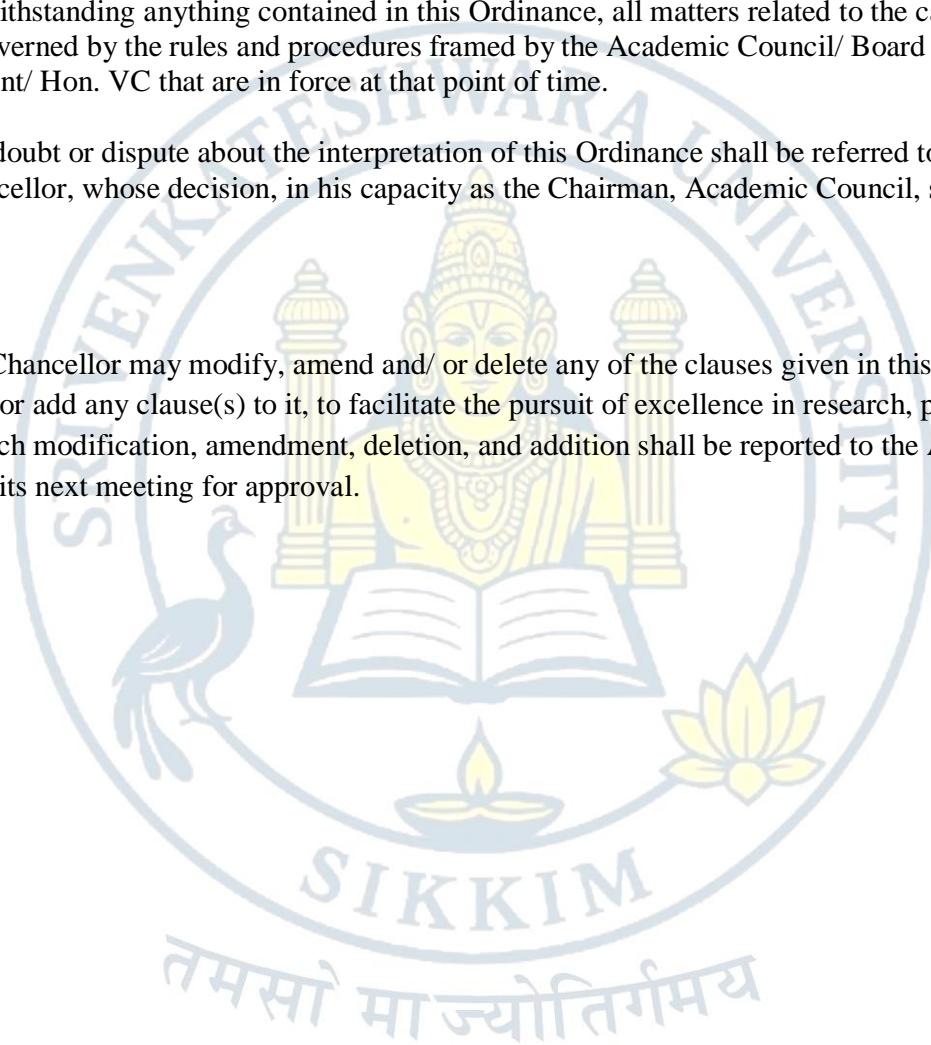 ithstanding anything contained in this Ordinance, all matters related to the ca
verned by the rules and procedures framed by the Academic Council/ Board
nt/ Hon. VC that are in force at that point of time.
doubt or dispute about the interpretation of this Ordinance shall be referred to
cellor, whose decision, in his capacity as the Chairman, Academic Council, s
Chancellor may modify, amend and/ or delete any of the clauses given in this
or add any clause(s) to it, to facilitate the pursuit of excellence in research, p
ch modification, amendment, deletion, and addition shall be reported to the A
its next meeting for approval.
SRI VENKATESHWARA UNIVERSITY
SIKKIM
तमसो मा ज्योतिर्गमय